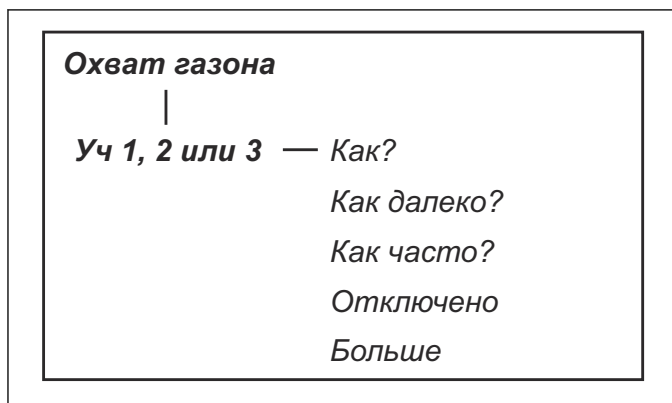 Охват газона
Уч 1, 2 или 3 — Как?
Как далеко?
Как часто?
Отключено
Больше